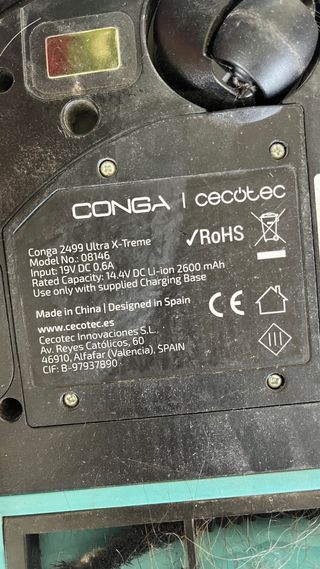 CONGA | cecotec
Conga 2499 Ultra X-Treme
Model No.: 08146
Input: 19V DC 0.6A
Rated Capacity: 14.4V DC Li-ion 2600 mAh
Use only with supplied Charging Base
✓RoHS
Made in China | Designed in Spain
www.cecotec.es
Cecotec Innovaciones S.L.,
Av. Reyes Católicos, 60
46910, Alfafar (Valencia), SPAIN
CIF: B-97937890
CE
III